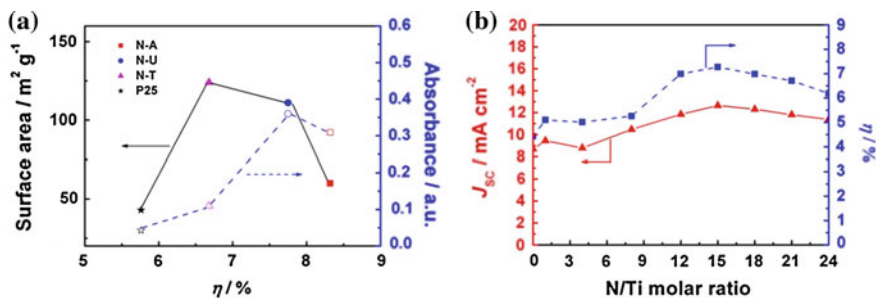 (a)
Surface area / m² g⁻¹
150
100
50
N-A
N-U
N-T
P25
0.6
0.5
0.4
0.3
0.2
0.1
0.0
Absorbance / a.u.
5 6 7 8 9
η / %
(b)
J_SC / mA cm⁻²
20
18
16
14
12
10
8
6
4
2
0
9
8
7
6
5
4
3
2
1
0
η / %
0 3 6 9 12 15 18 21 24
N/Ti molar ratio